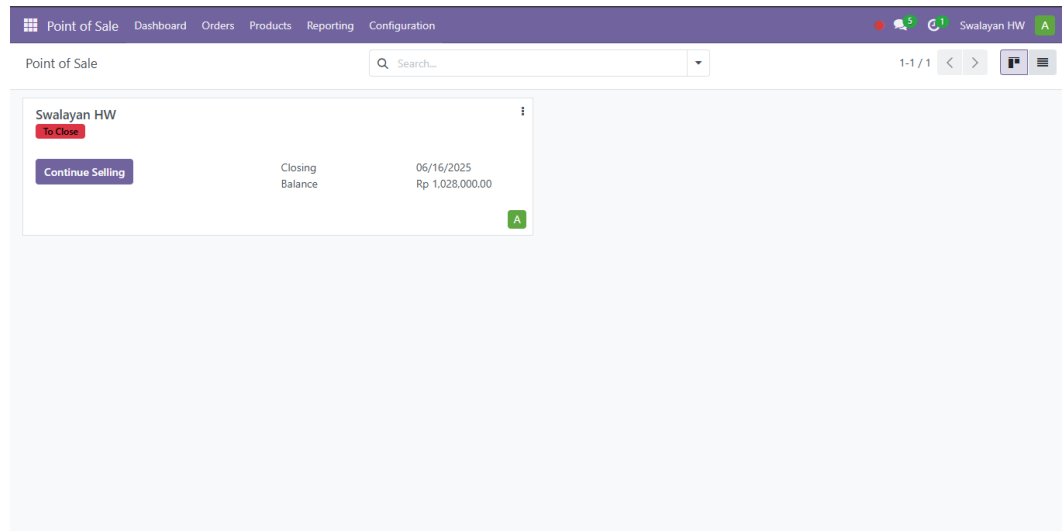 Point of Sale Dashboard Orders Products Reporting Configuration 5 1 Swalayan HW A
Point of Sale Search... 1-1 / 1
Swalayan HW
To Close
Continue Selling Closing 06/16/2025
Balance Rp 1,028,000.00
A